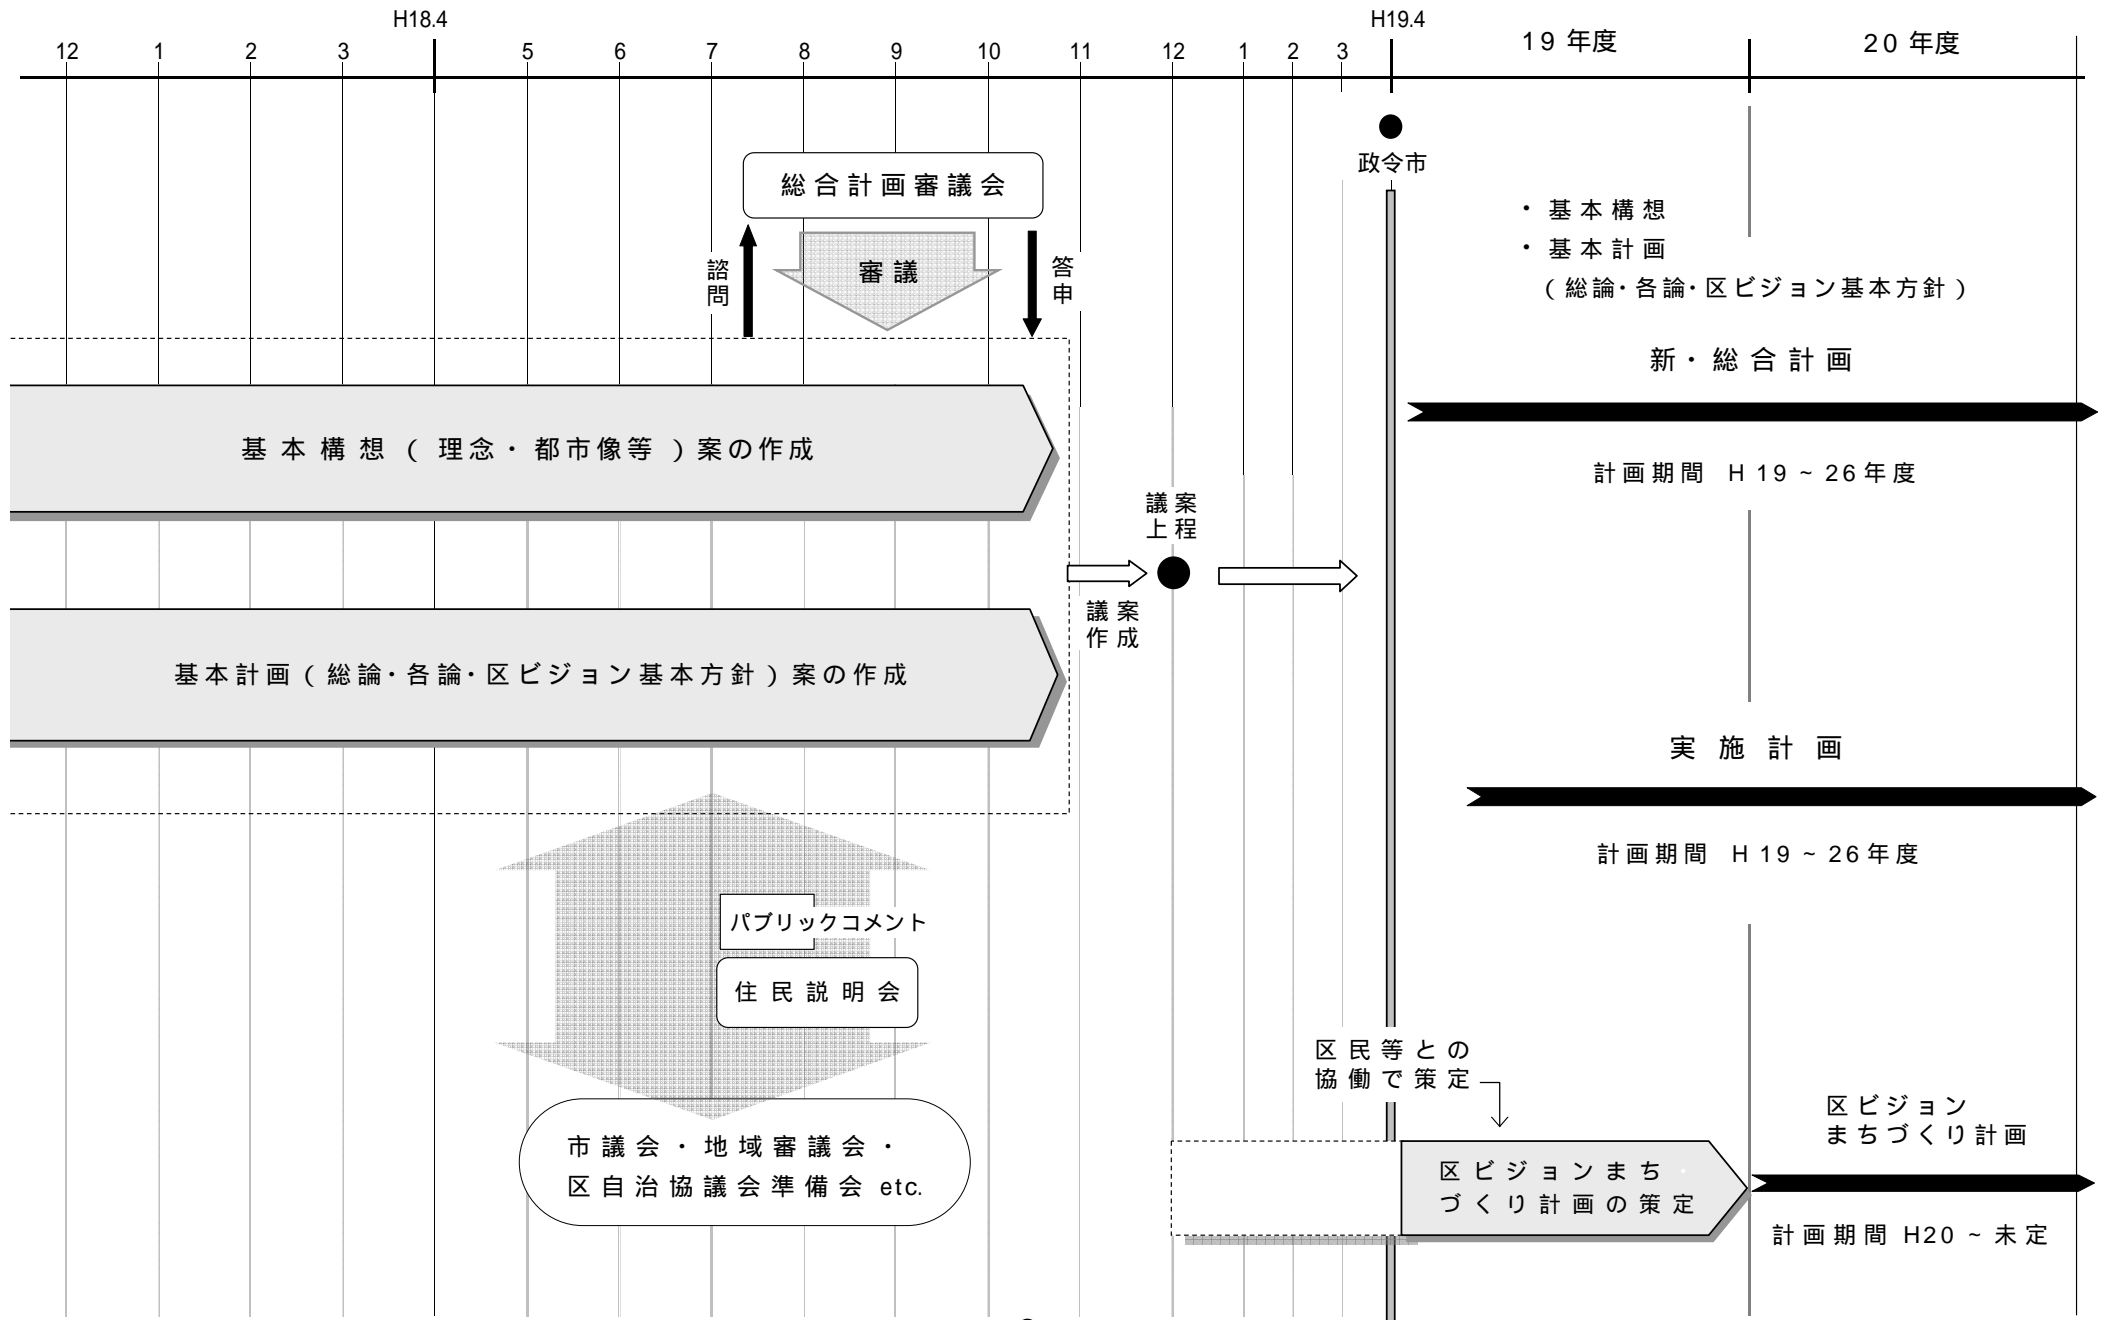 H18.4
H19.4
12 1 2 3 5 6 7 8 9 10 11 12 1 2 3
19 年度
20 年度
政令市
総合計画審議会
諮問
審議
答申
・ 基本構想
・ 基本計画
（総論・各論・区ビジョン基本方針）
新・総合計画
計画期間 H 19 ~ 26 年度
基本構想（理念・都市像等）案の作成
議案
上程
議案
作成
基本計画（総論・各論・区ビジョン基本方針）案の作成
実施計画
計画期間 H 19 ~ 26 年度
パブリックコメント
住民説明会
市議会・地域審議会・
区自治協議会準備会 etc.
区民等との
協働で策定
区ビジョンまち
づくり計画の策定
区ビジョン
まちづくり計画
計画期間 H20 ~ 未定